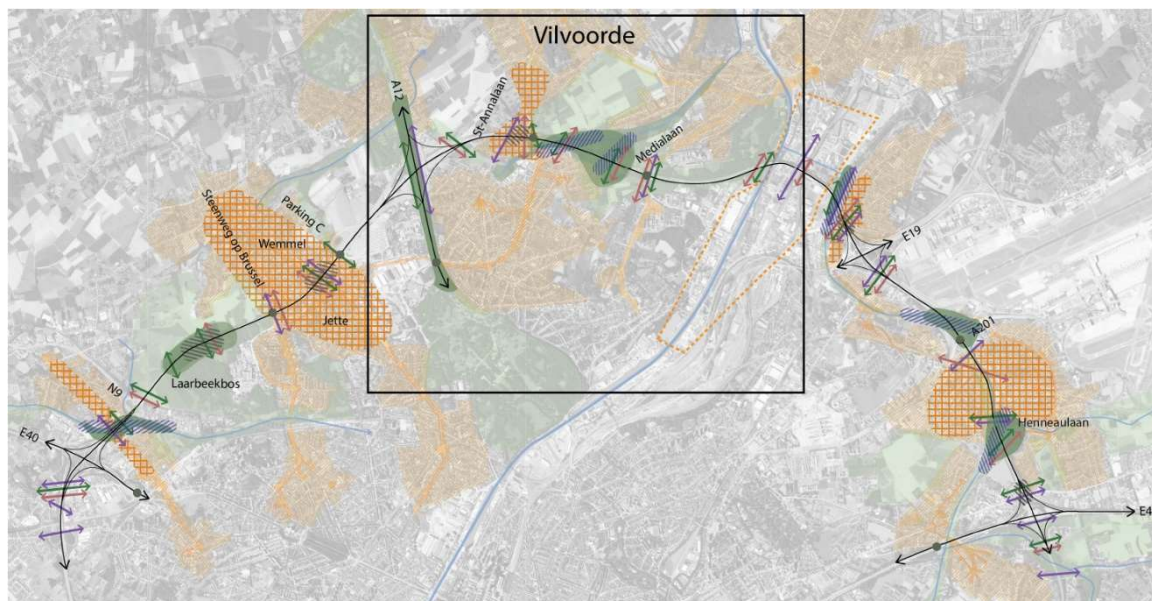 Vilvoorde
A12
St-Annalaan
Medialaan
Parking C
Steenweg op Brussel
Wemmel
E19
Jette
A201
Laarbeekbos
N9
Henneaulaan
E40
E4